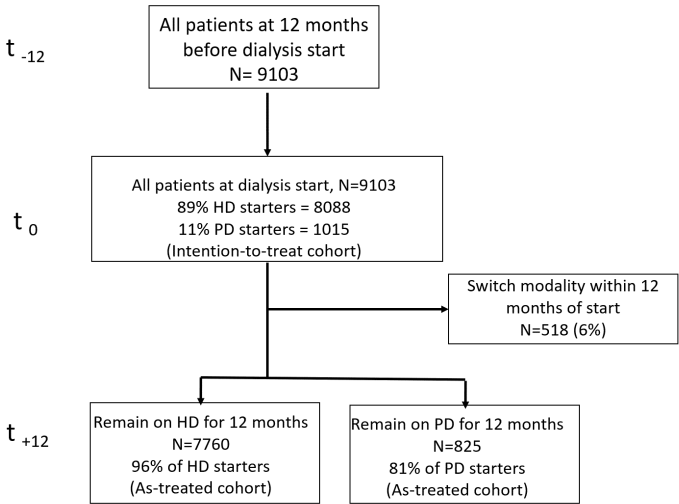 t -12
All patients at 12 months
before dialysis start
N= 9103
t 0
All patients at dialysis start, N=9103
89% HD starters = 8088
11% PD starters = 1015
(Intention-to-treat cohort)
Switch modality within 12
months of start
N=518 (6%)
t +12
Remain on HD for 12 months
N=7760
96% of HD starters
(As-treated cohort)
Remain on PD for 12 months
N=825
81% of PD starters
(As-treated cohort)